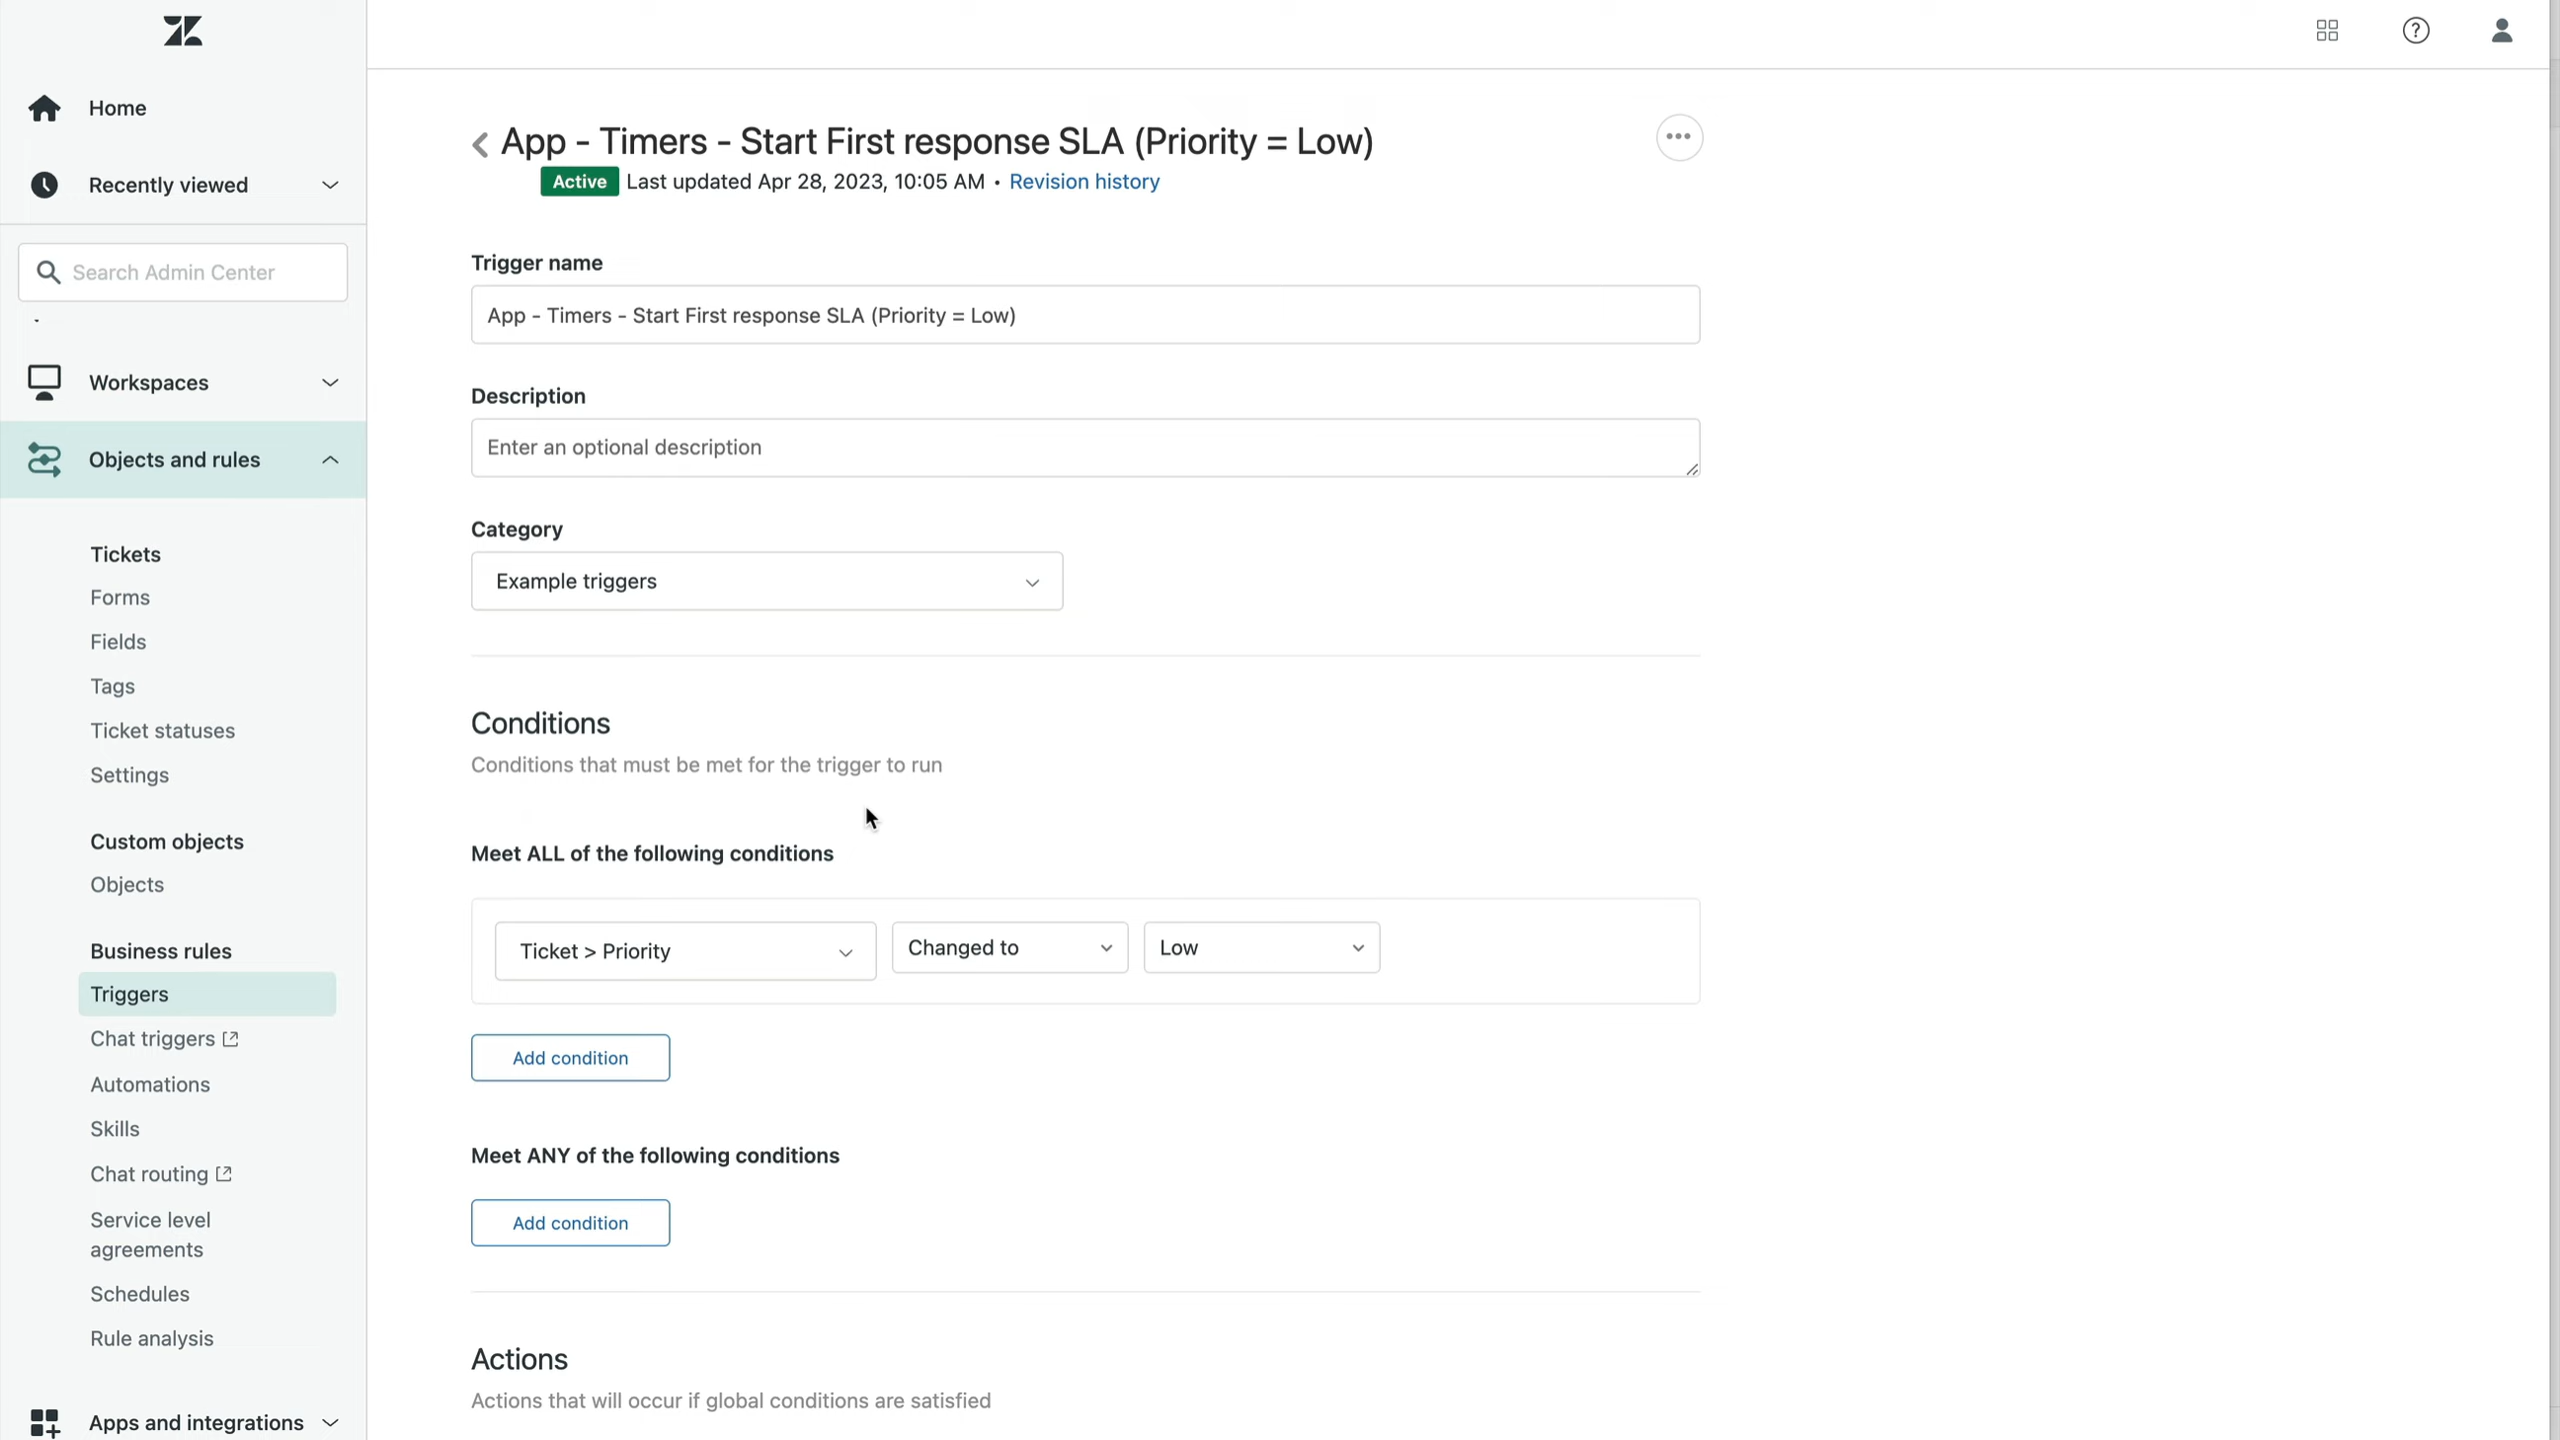 Home
Recently viewed
Search Admin Center
Workspaces
Objects and rules
Tickets
Forms
Fields
Tags
Ticket statuses
Settings
Custom objects
Objects
Business rules
Triggers
Chat triggers
Automations
Skills
Chat routing
Service level
agreements
Schedules
Rule analysis
Apps and integrations
App - Timers - Start First response SLA (Priority = Low)
Active Last updated Apr 28, 2023, 10:05 AM • Revision history
Trigger name
App - Timers - Start First response SLA (Priority = Low)
Description
Enter an optional description
Category
Example triggers
Conditions
Conditions that must be met for the trigger to run
Meet ALL of the following conditions
Ticket > Priority Changed to Low
Add condition
Meet ANY of the following conditions
Add condition
Actions
Actions that will occur if global conditions are satisfied